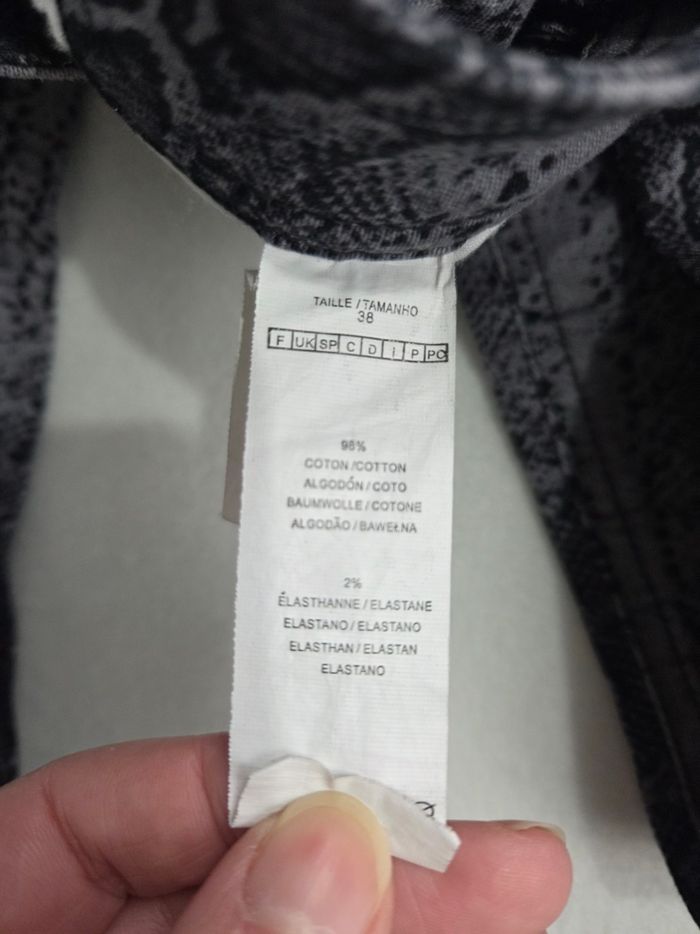 TAILLE /TAMANHO
38
F UK SP C D I P PO
98%
COTON /COTTON
ALGODÓN / COTO
BAUMWOLLE / COTONE
ALGODÃO / BAWEŁNA
2%
ÉLASTHANNE / ELASTANE
ELASTANO / ELASTANO
ELASTHAN / ELASTAN
ELASTANO